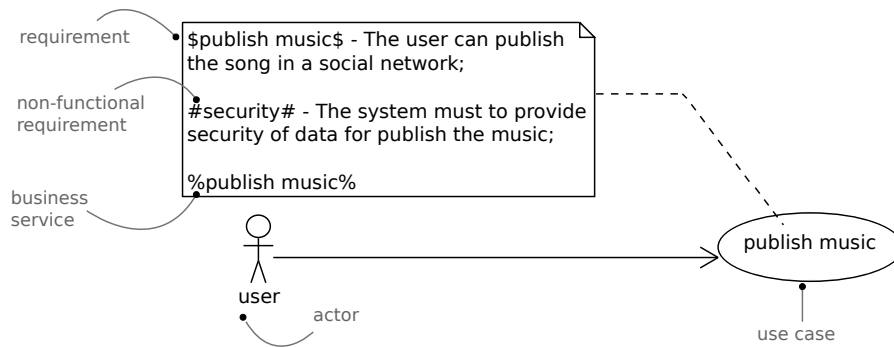 requirement
$publish music$ - The user can publish
the song in a social network;
non-functional
requirement
#security# - The system must to provide
security of data for publish the music;
business
service
%publish music%
publish music
user
actor
use case